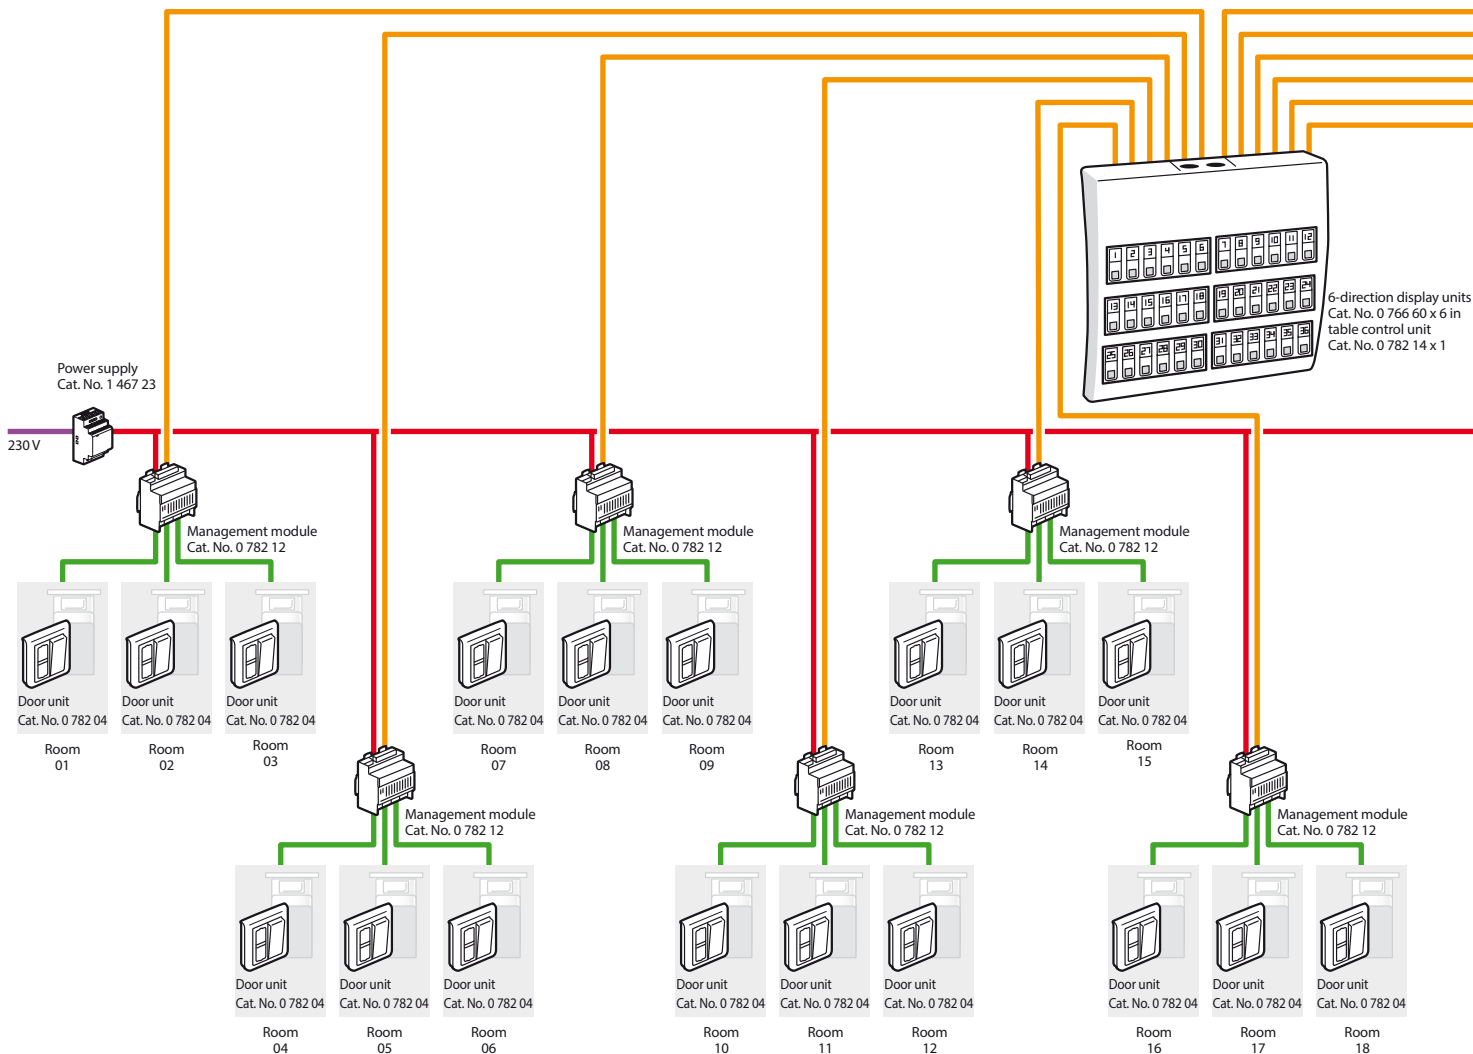 1 2 3 4 5 6 7 8 9 10 11 12
13 14 15 16 17 18 19 20 21 22 23 24
25 26 27 28 29 30 31 32 33 34 35 36
6-direction display units
Cat. No. 0 766 60 x 6 in
table control unit
Cat. No. 0 782 14 x 1
Power supply
Cat. No. 1 467 23
230 V
Management module
Cat. No. 0 782 12
Management module
Cat. No. 0 782 12
Management module
Cat. No. 0 782 12
Door unit
Cat. No. 0 782 04
Room
01
Door unit
Cat. No. 0 782 04
Room
02
Door unit
Cat. No. 0 782 04
Room
03
Door unit
Cat. No. 0 782 04
Room
07
Door unit
Cat. No. 0 782 04
Room
08
Door unit
Cat. No. 0 782 04
Room
09
Door unit
Cat. No. 0 782 04
Room
13
Door unit
Cat. No. 0 782 04
Room
14
Door unit
Cat. No. 0 782 04
Room
15
Management module
Cat. No. 0 782 12
Management module
Cat. No. 0 782 12
Management module
Cat. No. 0 782 12
Door unit
Cat. No. 0 782 04
Room
04
Door unit
Cat. No. 0 782 04
Room
05
Door unit
Cat. No. 0 782 04
Room
06
Door unit
Cat. No. 0 782 04
Room
10
Door unit
Cat. No. 0 782 04
Room
11
Door unit
Cat. No. 0 782 04
Room
12
Door unit
Cat. No. 0 782 04
Room
16
Door unit
Cat. No. 0 782 04
Room
17
Door unit
Cat. No. 0 782 04
Room
18